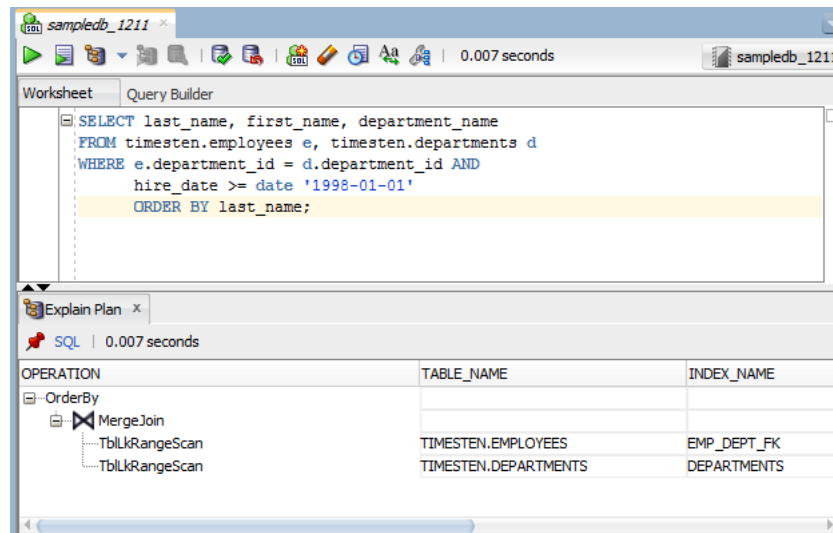 sampledb_1211
0.007 seconds
sampledb_121
Worksheet Query Builder
SELECT last_name, first_name, department_name
FROM timesten.employees e, timesten.departments d
WHERE e.department_id = d.department_id AND
hire_date >= date '1998-01-01'
ORDER BY last_name;
Explain Plan
SQL | 0.007 seconds
OPERATION TABLE_NAME INDEX_NAME
OrderBy
MergeJoin
TblLkRangeScan TIMESTEN.EMPLOYEES EMP_DEPT_FK
TblLkRangeScan TIMESTEN.DEPARTMENTS DEPARTMENTS